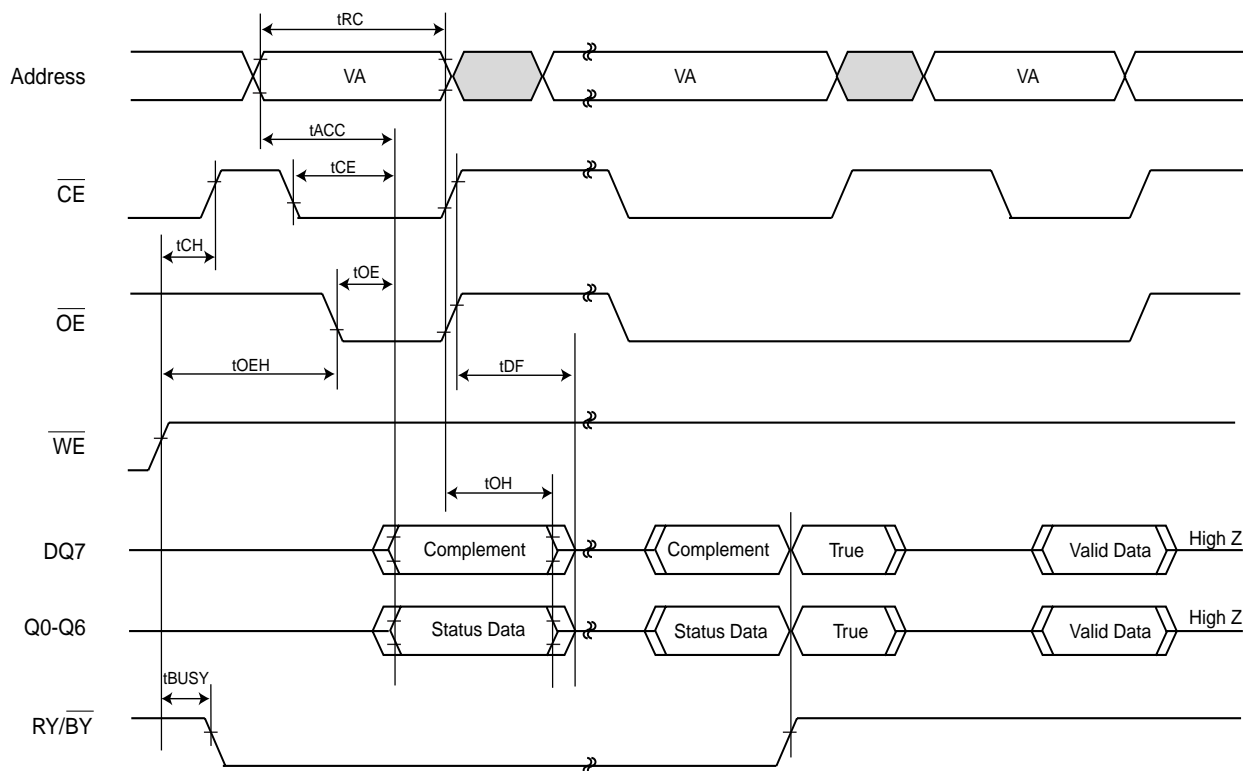 tRC
Address VA VA VA
tACC
tCE
CE
tCH
tOE
OE
tOEH
tDF
WE
tOH
DQ7 Complement Complement True Valid Data High Z
Q0-Q6 Status Data Status Data True Valid Data High Z
tBUSY
RY/BY